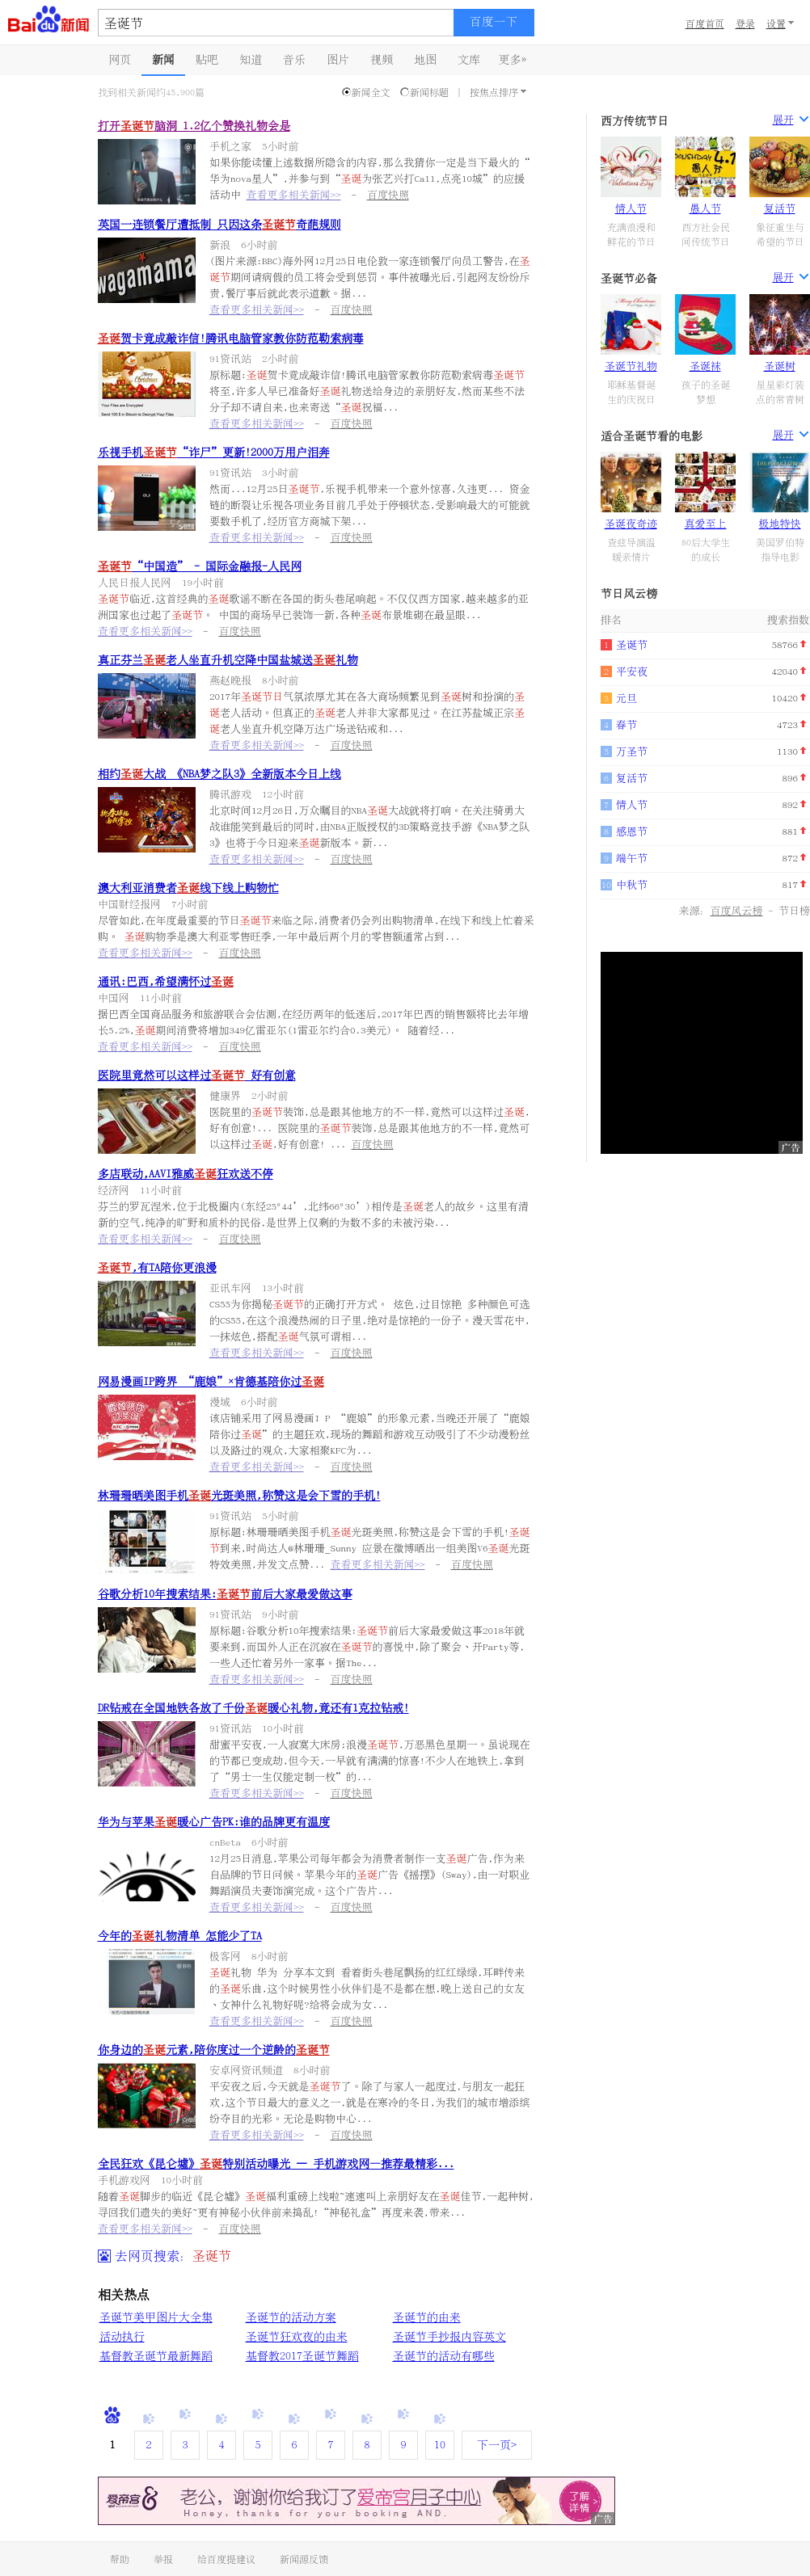 Bai du 新闻
圣诞节
百度一下
百度首页 登录 设置
网页 新闻 贴吧 知道 音乐 图片 视频 地图 文库 更多»
找到相关新闻约45,900篇
新闻全文 新闻标题 | 按焦点排序
打开圣诞节脑洞 1.2亿个赞换礼物会是
手机之家 5小时前
如果你能读懂上述数据所隐含的内容,那么我猜你一定是当下最火的“
华为nova星人”,并参与到“圣诞为张艺兴打Call,点亮10城”的应援
活动中 查看更多相关新闻>> - 百度快照
英国一连锁餐厅遭抵制 只因这条圣诞节奇葩规则
wagamama
新浪 6小时前
(图片来源:BBC)海外网12月25日电伦敦一家连锁餐厅向员工警告,在圣
诞节期间请病假的员工将会受到惩罚。事件被曝光后,引起网友纷纷斥
责,餐厅事后就此表示道歉。据...
查看更多相关新闻>> - 百度快照
圣诞贺卡竟成敲诈信!腾讯电脑管家教你防范勒索病毒
91资讯站 2小时前
原标题:圣诞贺卡竟成敲诈信!腾讯电脑管家教你防范勒索病毒圣诞节
将至,许多人早已准备好圣诞礼物送给身边的亲朋好友,然而某些不法
分子却不请自来,也来寄送“圣诞祝福...
Your Files are Encrypted
查看更多相关新闻>> - 百度快照
乐视手机圣诞节“诈尸”更新!2000万用户泪奔
91资讯站 3小时前
然而...12月25日圣诞节,乐视手机带来一个意外惊喜,久违更... 资金
链的断裂让乐视各项业务目前几乎处于停顿状态,受影响最大的可能就
要数手机了,经历官方商城下架...
查看更多相关新闻>> - 百度快照
圣诞节“中国造” - 国际金融报-人民网
人民日报人民网 19小时前
圣诞节临近,这首经典的圣诞歌谣不断在各国的街头巷尾响起。不仅仅西方国家,越来越多的亚
洲国家也过起了圣诞节。 中国的商场早已装饰一新,各种圣诞布景堆砌在最显眼...
查看更多相关新闻>> - 百度快照
真正芬兰圣诞老人坐直升机空降中国盐城送圣诞礼物
燕赵晚报 8小时前
2017年圣诞节日气氛浓厚尤其在各大商场频繁见到圣诞树和扮演的圣
诞老人活动。但真正的圣诞老人并非大家都见过。在江苏盐城正宗圣
诞老人坐直升机空降万达广场送钻戒和...
查看更多相关新闻>> - 百度快照
相约圣诞大战 《NBA梦之队3》全新版本今日上线
腾讯游戏 12小时前
北京时间12月26日,万众瞩目的NBA圣诞大战就将打响。在关注骑勇大
战谁能笑到最后的同时,由NBA正版授权的3D策略竞技手游《NBA梦之队
3》也将于今日迎来圣诞新版本。新...
查看更多相关新闻>> - 百度快照
澳大利亚消费者圣诞线下线上购物忙
中国财经报网 7小时前
尽管如此,在年度最重要的节日圣诞节来临之际,消费者仍会列出购物清单,在线下和线上忙着采
购。 圣诞购物季是澳大利亚零售旺季,一年中最后两个月的零售额通常占到...
查看更多相关新闻>> - 百度快照
通讯:巴西,希望满怀过圣诞
中国网 11小时前
据巴西全国商品服务和旅游联合会估测,在经历两年的低迷后,2017年巴西的销售额将比去年增
长5.2%,圣诞期间消费将增加349亿雷亚尔(1雷亚尔约合0.3美元)。 随着经...
查看更多相关新闻>> - 百度快照
医院里竟然可以这样过圣诞节 好有创意
健康界 2小时前
医院里的圣诞节装饰,总是跟其他地方的不一样,竟然可以这样过圣诞,
好有创意!... 医院里的圣诞节装饰,总是跟其他地方的不一样,竟然可
以这样过圣诞,好有创意! ... 百度快照
多店联动,AAVI雅威圣诞狂欢送不停
经济网 11小时前
芬兰的罗瓦涅米,位于北极圈内(东经25°44’,北纬66°30’)相传是圣诞老人的故乡。这里有清
新的空气,纯净的旷野和质朴的民俗,是世界上仅剩的为数不多的未被污染...
查看更多相关新闻>> - 百度快照
圣诞节,有TA陪你更浪漫
亚讯车网 13小时前
CS55为你揭秘圣诞节的正确打开方式。 炫色,过目惊艳 多种颜色可选
的CS55,在这个浪漫热闹的日子里,绝对是惊艳的一份子。漫天雪花中,
一抹炫色,搭配圣诞气氛可谓相...
查看更多相关新闻>> - 百度快照
网易漫画IP跨界 “鹿娘”×肯德基陪你过圣诞
漫域 6小时前
该店铺采用了网易漫画I P “鹿娘”的形象元素,当晚还开展了“鹿娘
陪你过圣诞”的主题狂欢,现场的舞蹈和游戏互动吸引了不少动漫粉丝
以及路过的观众,大家相聚KFC为...
查看更多相关新闻>> - 百度快照
林珊珊晒美图手机圣诞光斑美照,称赞这是会下雪的手机!
91资讯站 5小时前
原标题:林珊珊晒美图手机圣诞光斑美照,称赞这是会下雪的手机!圣诞
节到来,时尚达人@林珊珊_Sunny 应景在微博晒出一组美图V6圣诞光斑
特效美照,并发文点赞... 查看更多相关新闻>> - 百度快照
谷歌分析10年搜索结果:圣诞节前后大家最爱做这事
91资讯站 9小时前
原标题:谷歌分析10年搜索结果:圣诞节前后大家最爱做这事2018年就
要来到,而国外人正在沉寂在圣诞节的喜悦中,除了聚会、开Party等,
一些人还忙着另外一家事。据The...
查看更多相关新闻>> - 百度快照
DR钻戒在全国地铁各放了千份圣诞暖心礼物,竟还有1克拉钻戒!
91资讯站 10小时前
甜蜜平安夜,一人寂寞大床房;浪漫圣诞节,万恶黑色星期一。虽说现在
的节都已变成劫,但今天,一早就有满满的惊喜!不少人在地铁上,拿到
了“男士一生仅能定制一枚”的...
查看更多相关新闻>> - 百度快照
华为与苹果圣诞暖心广告PK:谁的品牌更有温度
cnBeta 6小时前
12月25日消息,苹果公司每年都会为消费者制作一支圣诞广告,作为来
自品牌的节日问候。苹果今年的圣诞广告《摇摆》(Sway),由一对职业
舞蹈演员夫妻饰演完成。这个广告片...
查看更多相关新闻>> - 百度快照
今年的圣诞礼物清单 怎能少了TA
极客网 8小时前
圣诞礼物 华为 分享本文到 看着街头巷尾飘扬的红红绿绿,耳畔传来
的圣诞乐曲,这个时候男性小伙伴们是不是都在想,晚上送自己的女友
、女神什么礼物好呢?给将会成为女...
查看更多相关新闻>> - 百度快照
你身边的圣诞元素,陪你度过一个逆龄的圣诞节
安卓网资讯频道 8小时前
平安夜之后,今天就是圣诞节了。除了与家人一起度过,与朋友一起狂
欢,这个节日最大的意义之一,就是在寒冷的冬日,为我们的城市增添缤
纷夺目的光彩。无论是购物中心...
查看更多相关新闻>> - 百度快照
全民狂欢《昆仑墟》圣诞特别活动曝光 — 手机游戏网—推荐最精彩...
手机游戏网 10小时前
随着圣诞脚步的临近《昆仑墟》圣诞福利重磅上线啦~速速叫上亲朋好友在圣诞佳节,一起种树,
寻回我们遗失的美好~更有神秘小伙伴前来捣乱!“神秘礼盒”再度来袭,带来...
查看更多相关新闻>> - 百度快照
去网页搜索: 圣诞节
相关热点
圣诞节美甲图片大全集 圣诞节的活动方案 圣诞节的由来
活动执行 圣诞节狂欢夜的由来 圣诞节手抄报内容英文
基督教圣诞节最新舞蹈 基督教2017圣诞节舞蹈 圣诞节的活动有哪些
1 2 3 4 5 6 7 8 9 10 下一页>
爱帝宫 老公,谢谢你给我订了爱帝宫月子中心 了解详情 >
Honey, thanks for your booking AND.
广告
帮助 举报 给百度提建议 新闻源反馈
西方传统节日 展开
情人节 愚人节 复活节
充满浪漫和 西方社会民 象征重生与
鲜花的节日 间传统节日 希望的节日
圣诞节必备 展开
圣诞节礼物 圣诞袜 圣诞树
耶稣基督诞 孩子的圣诞 星星彩灯装
生的庆祝日 梦想 点的常青树
适合圣诞节看的电影 展开
圣诞夜奇迹 真爱至上 极地特快
查兹导演温 80后大学生 美国罗伯特
暖亲情片 的成长 指导电影
节日风云榜
排名 搜索指数
1 圣诞节 58766
2 平安夜 42040
3 元旦 10420
4 春节 4723
5 万圣节 1130
6 复活节 896
7 情人节 892
8 感恩节 881
9 端午节 872
10 中秋节 817
来源: 百度风云榜 - 节日榜
广告